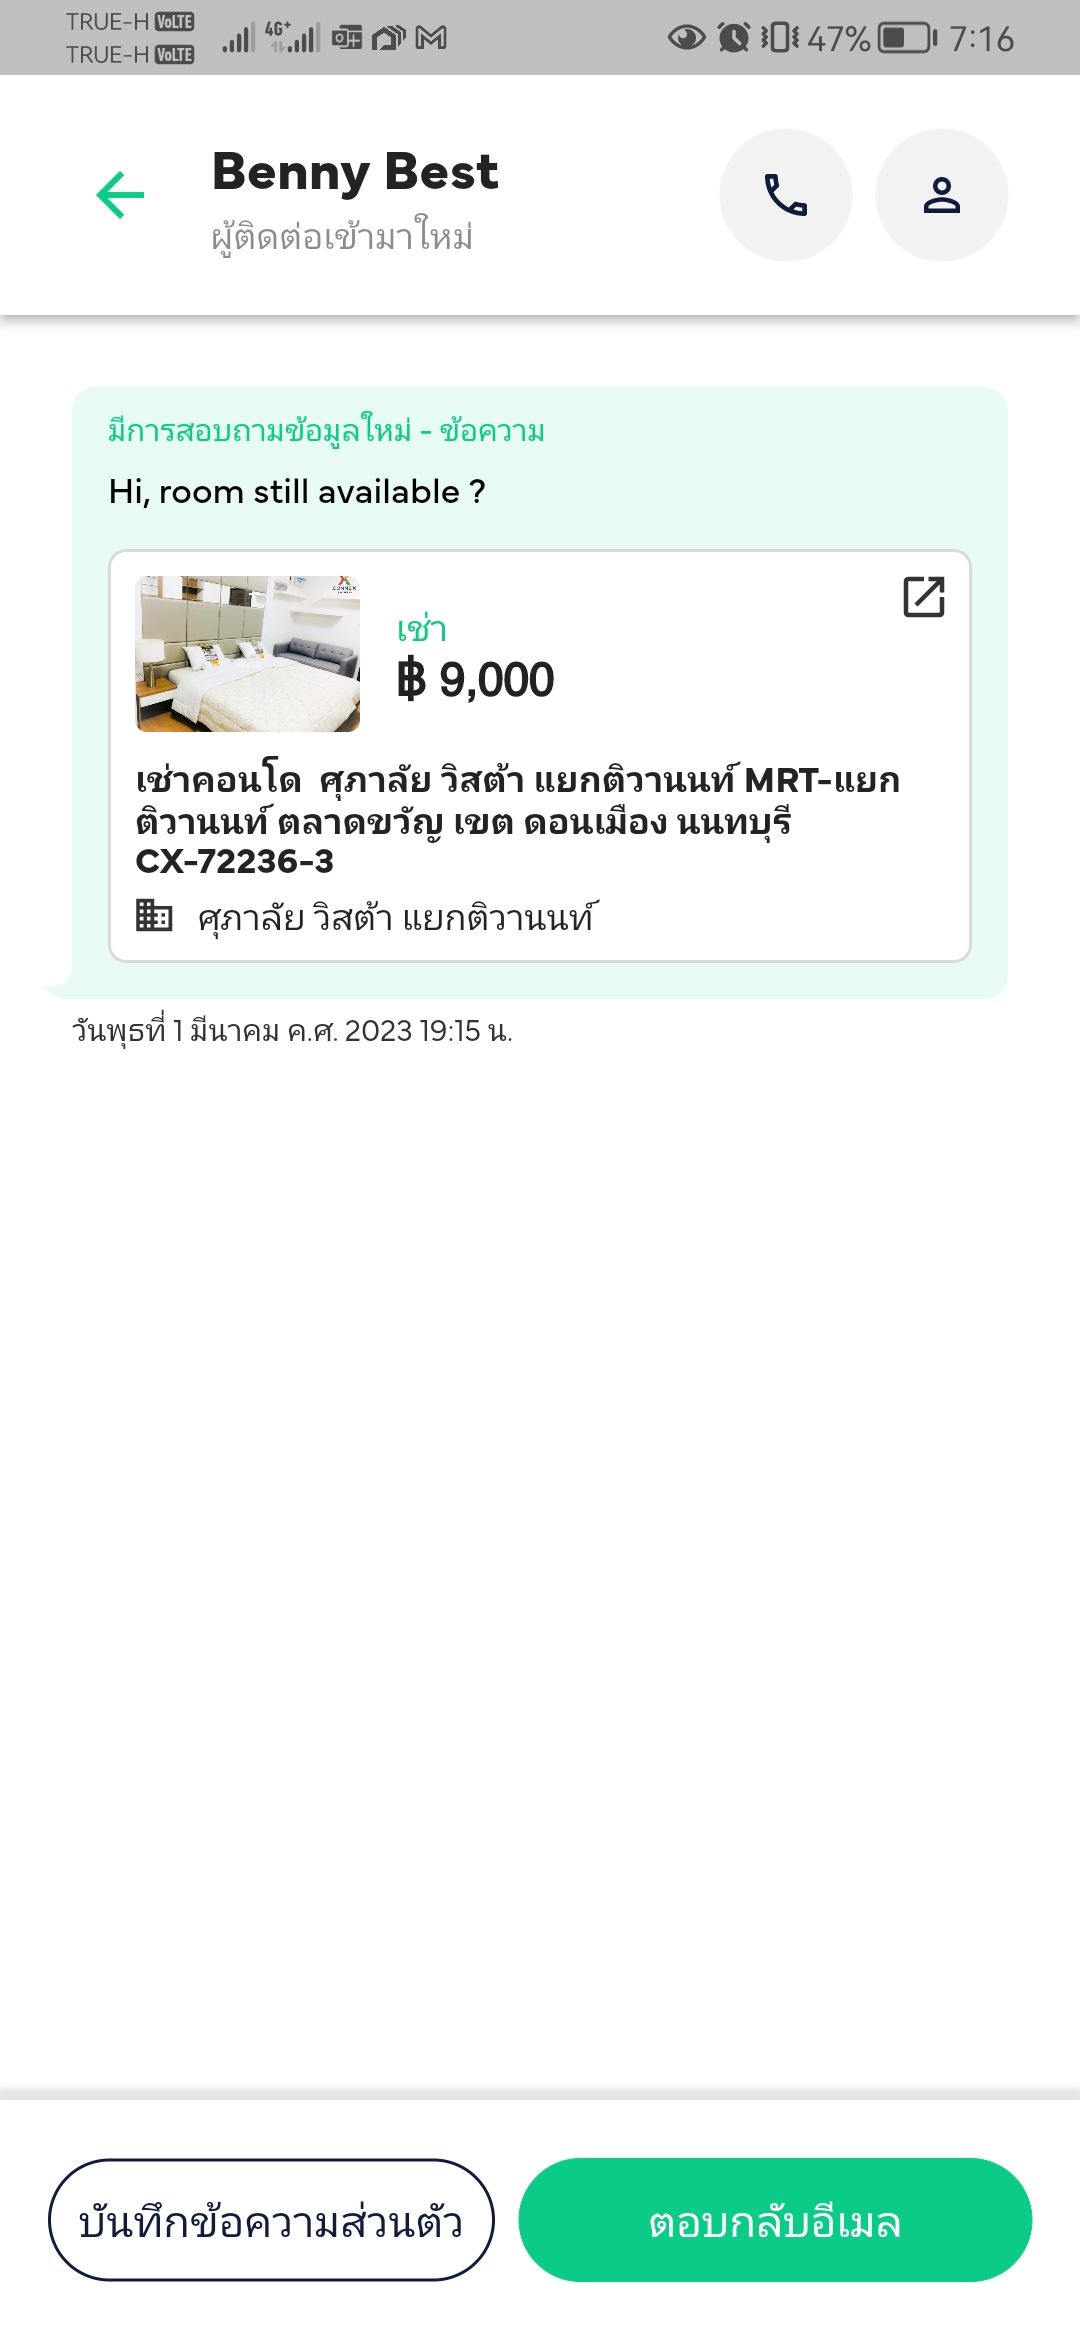 TRUE-H VoLTE
TRUE-H VoLTE
4G+
47%
7:16
Benny Best
ผู้ติดต่อเข้ามาใหม่
มีการสอบถามข้อมูลใหม่ - ข้อความ
Hi, room still available ?
เช่า
฿ 9,000
เช่าคอนโด ศุภาลัย วิสต้า แยกติวานนท์ MRT-แยก
ติวานนท์ ตลาดขวัญ เขต ดอนเมือง นนทบุรี
CX-72236-3
ศุภาลัย วิสต้า แยกติวานนท์
วันพุธที่ 1 มีนาคม ค.ศ. 2023 19:15 น.
บันทึกข้อความส่วนตัว
ตอบกลับอีเมล